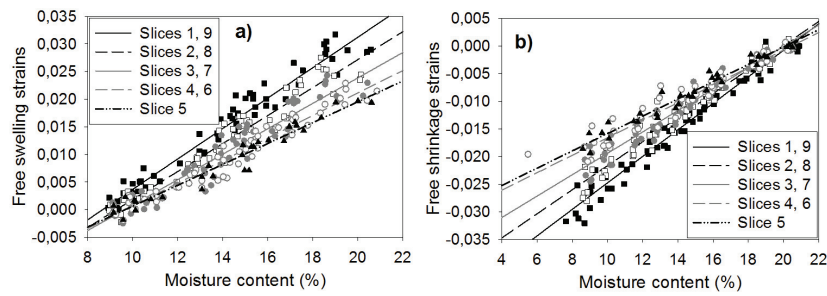 a)
Free swelling strains
0,035
0,030
0,025
0,020
0,015
0,010
0,005
0,000
-0,005
Slices 1, 9
Slices 2, 8
Slices 3, 7
Slices 4, 6
Slice 5
8 10 12 14 16 18 20 22
Moisture content (%)
b)
Free shrinkage strains
0,005
0,000
-0,005
-0,010
-0,015
-0,020
-0,025
-0,030
-0,035
Slices 1, 9
Slices 2, 8
Slices 3, 7
Slices 4, 6
Slice 5
4 6 8 10 12 14 16 18 20 22
Moisture content (%)